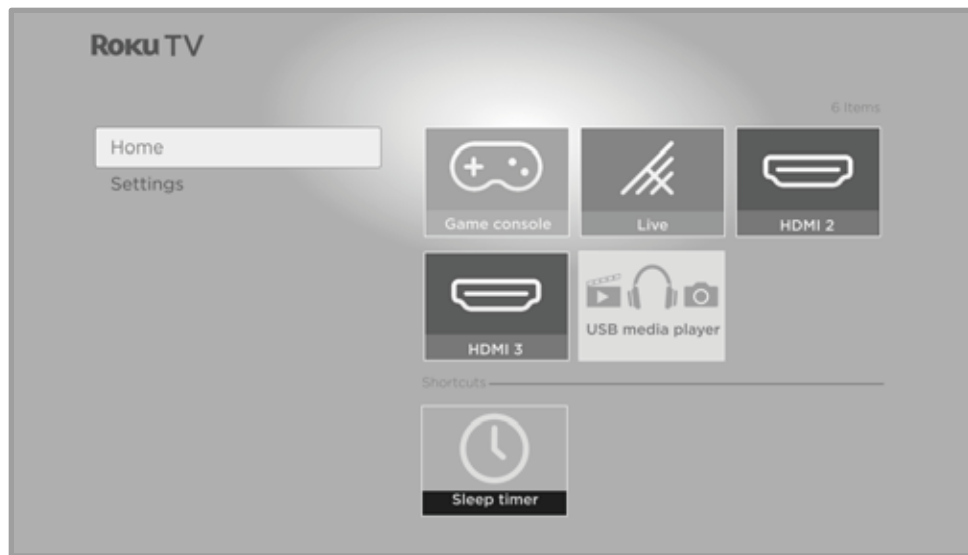 Roku TV
6 Items
Home
Settings
Game console
Live
HDMI 2
HDMI 3
USB media player
Shortcuts
Sleep timer